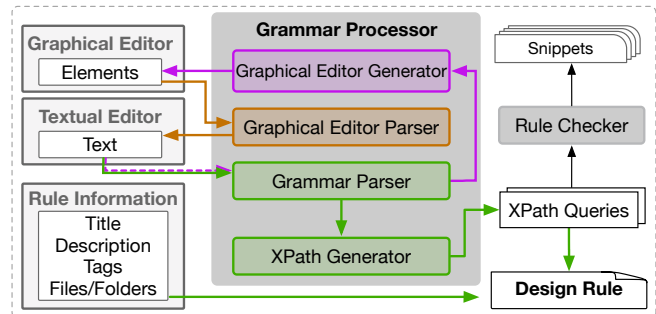 Graphical Editor
Elements
Textual Editor
Text
Rule Information
Title
Description
Tags
Files/Folders
Grammar Processor
Graphical Editor Generator
Graphical Editor Parser
Grammar Parser
XPath Generator
Snippets
Rule Checker
XPath Queries
Design Rule